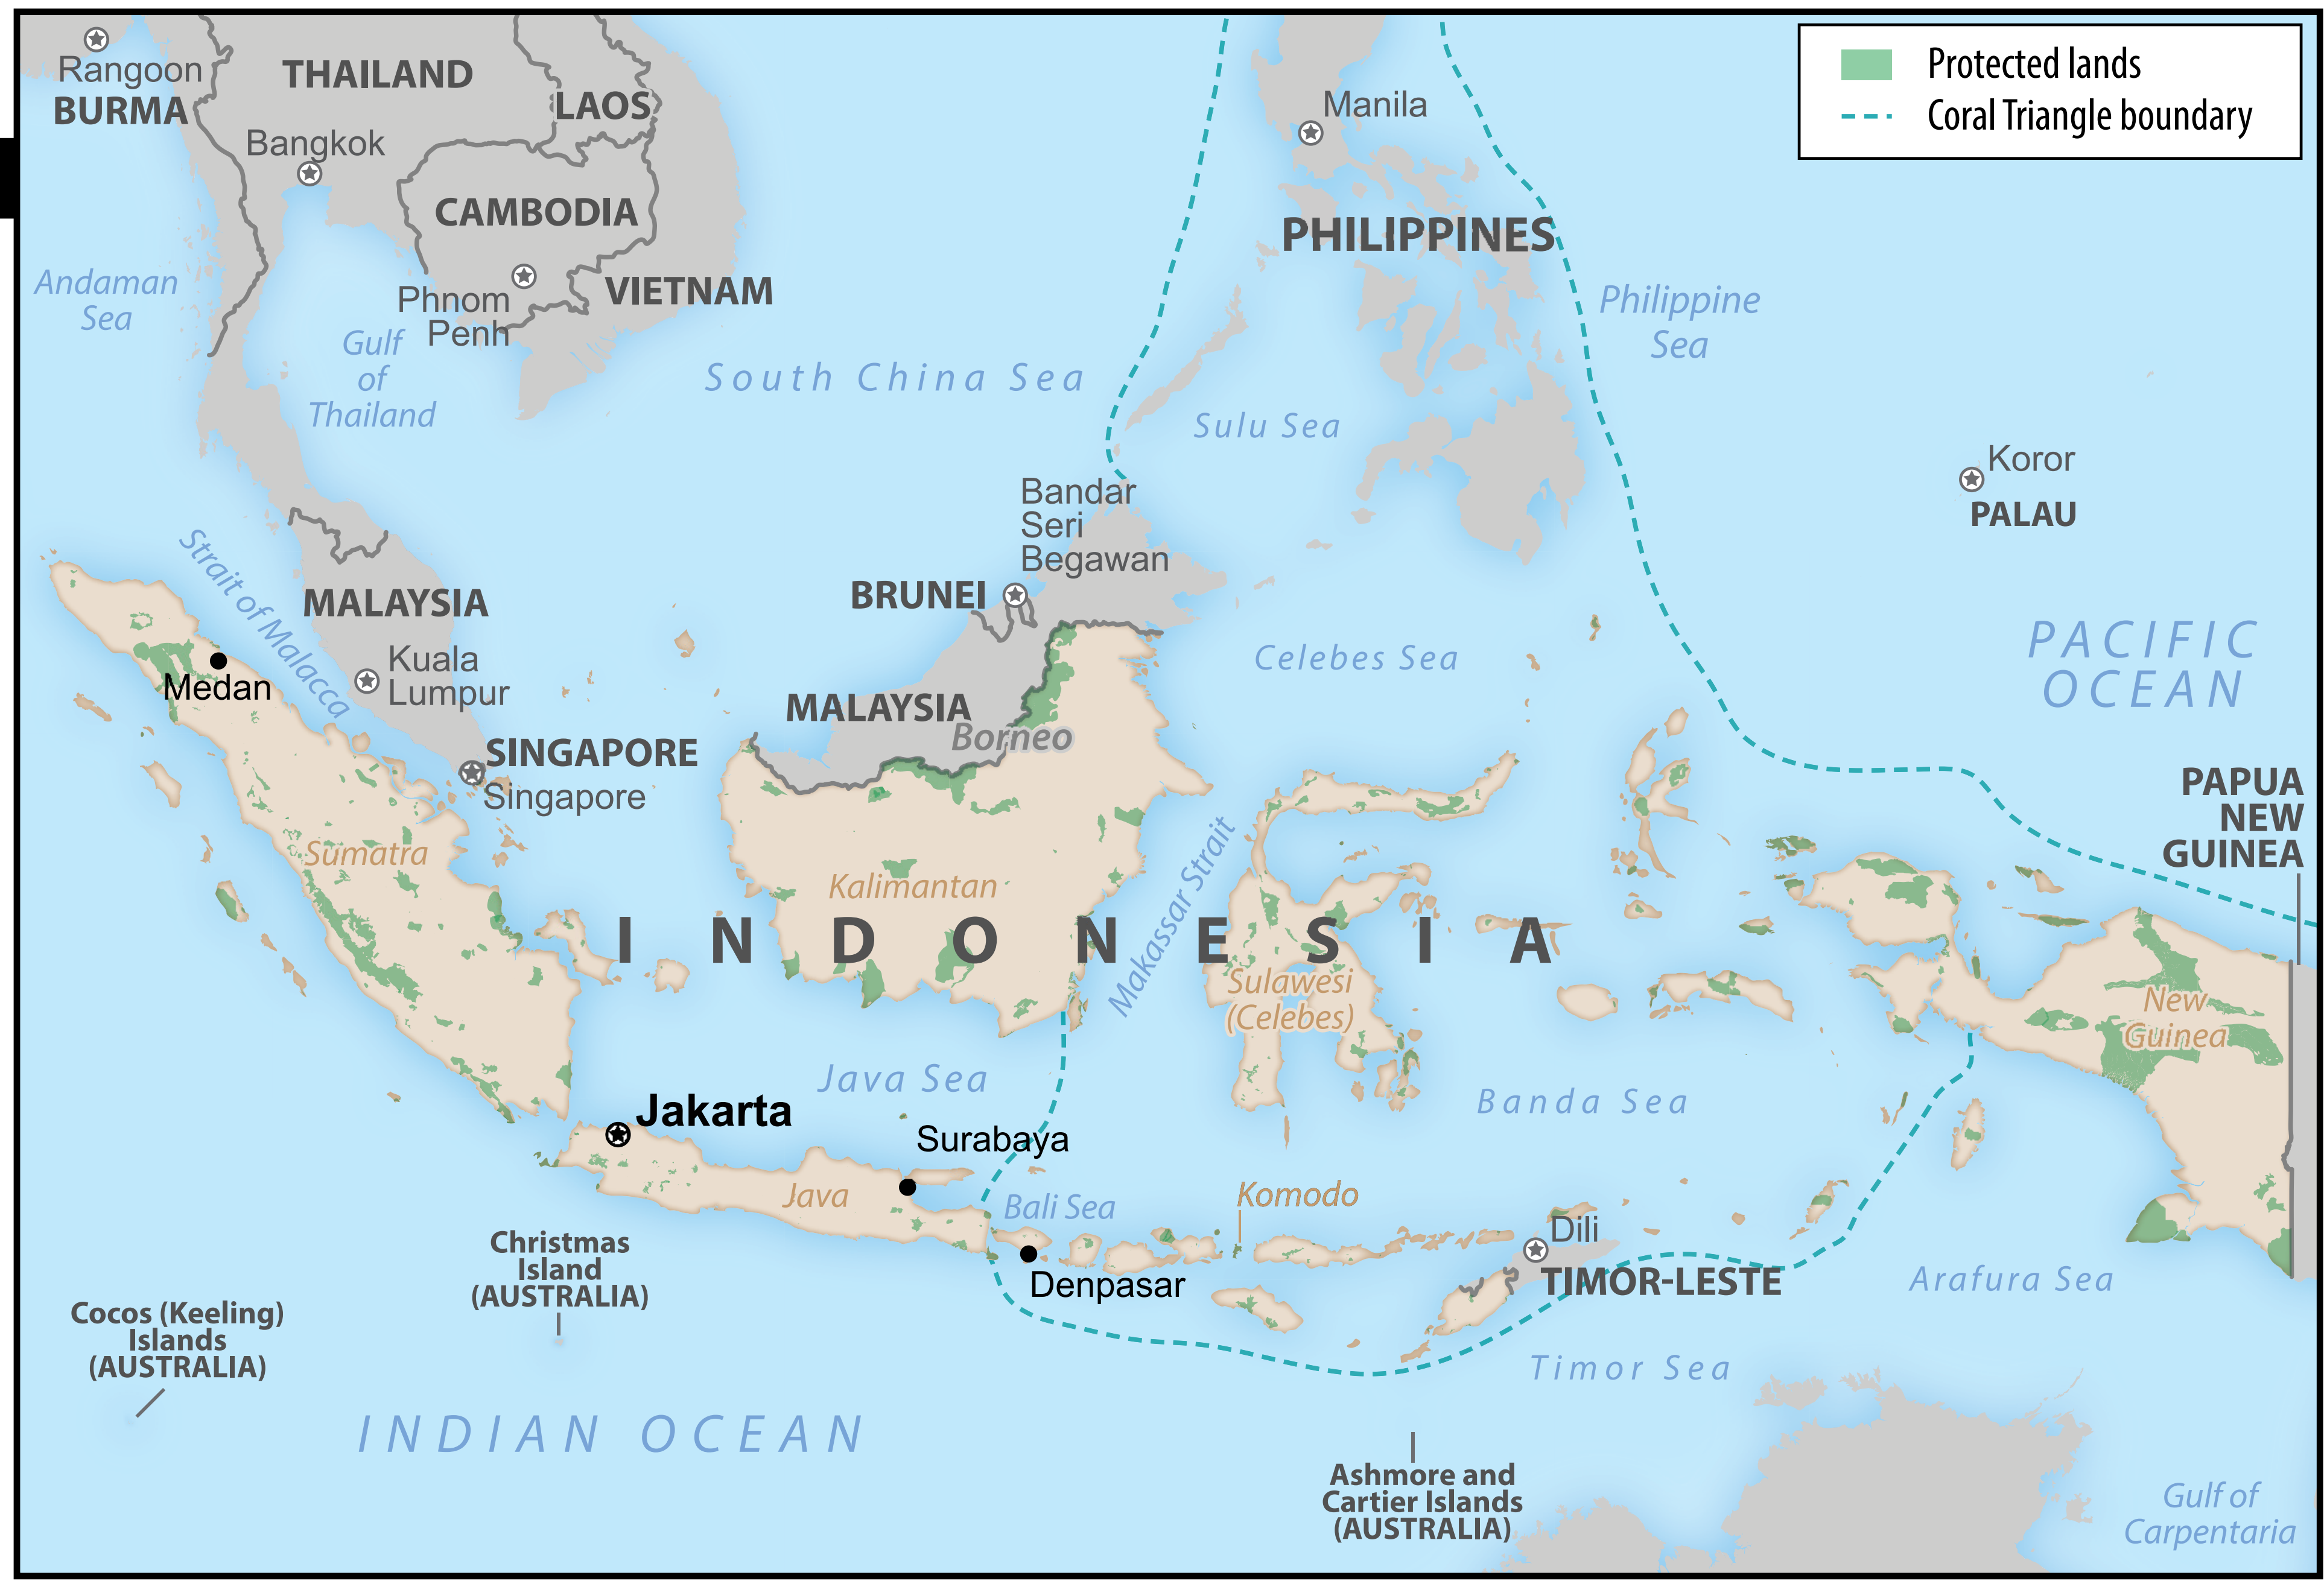 Protected lands
Coral Triangle boundary
Rangoon
BURMA
THAILAND
LAOS
Bangkok
CAMBODIA
Phnom
Penh
VIETNAM
Andaman
Sea
Gulf
of
Thailand
South China Sea
Manila
PHILIPPINES
Philippine
Sea
Sulu Sea
Koror
PALAU
Bandar
Seri
Begawan
BRUNEI
Strait of Malacca
MALAYSIA
Kuala
Lumpur
Medan
SINGAPORE
Singapore
MALAYSIA
Borneo
Celebes Sea
PACIFIC
OCEAN
PAPUA
NEW
GUINEA
Sumatra
Kalimantan
Makassar Strait
INDONESIA
Sulawesi
(Celebes)
New
Guinea
Java Sea
Banda Sea
Jakarta
Surabaya
Java
Bali Sea
Komodo
Dili
TIMOR-LESTE
Denpasar
Arafura Sea
Timor Sea
Christmas
Island
(AUSTRALIA)
Cocos (Keeling)
Islands
(AUSTRALIA)
INDIAN OCEAN
Ashmore and
Cartier Islands
(AUSTRALIA)
Gulf of
Carpentaria